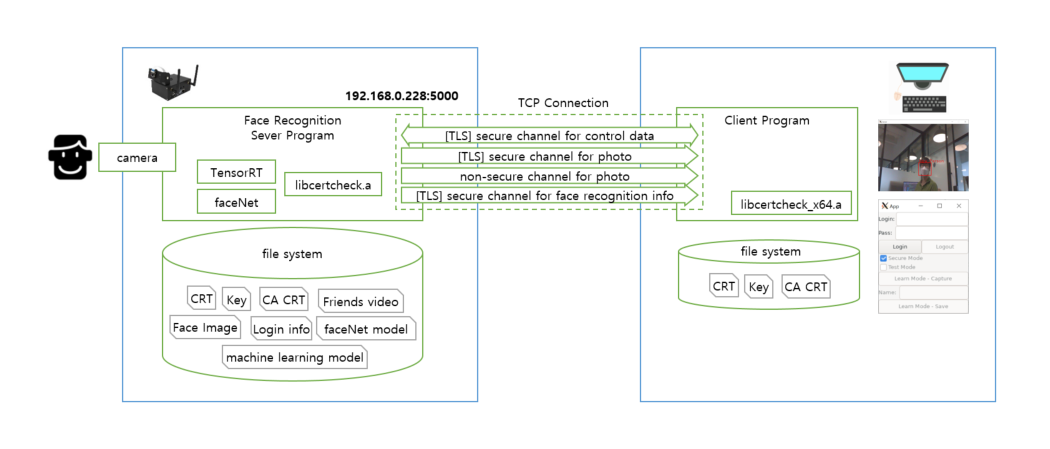 192.168.0.228:5000
TCP Connection
Face Recognition
Sever Program
Client Program
[TLS] secure channel for control data
camera
[TLS] secure channel for photo
TensorRT
non-secure channel for photo
libcertcheck.a
faceNet
[TLS] secure channel for face recognition info
libcertcheck_x64.a
App
Login:
Pass:
Login
Logout
Secure Mode
Test Mode
Learn Mode - Capture
Name:
Learn Mode - Save
file system
CRT
Key
CA CRT
Friends video
Face Image
Login info
faceNet model
machine learning model
file system
CRT
Key
CA CRT